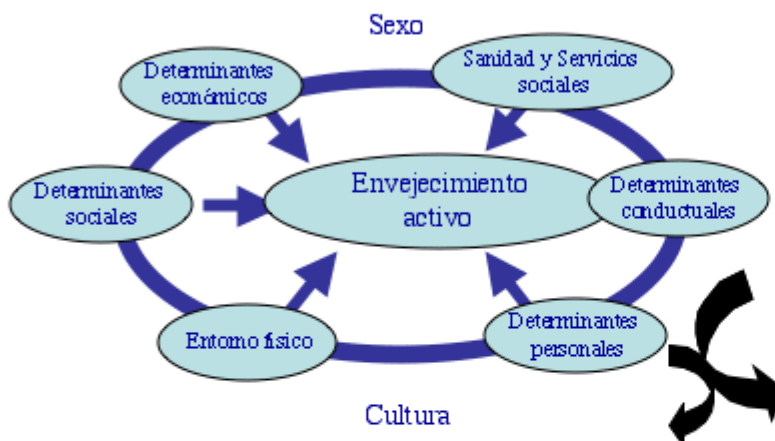 Sexo
Determinantes
económicos
Sanidad y Servicios
sociales
Determinantes
sociales
Envejecimiento
activo
Determinantes
conductuales
Entorno físico
Determinantes
personales
Cultura